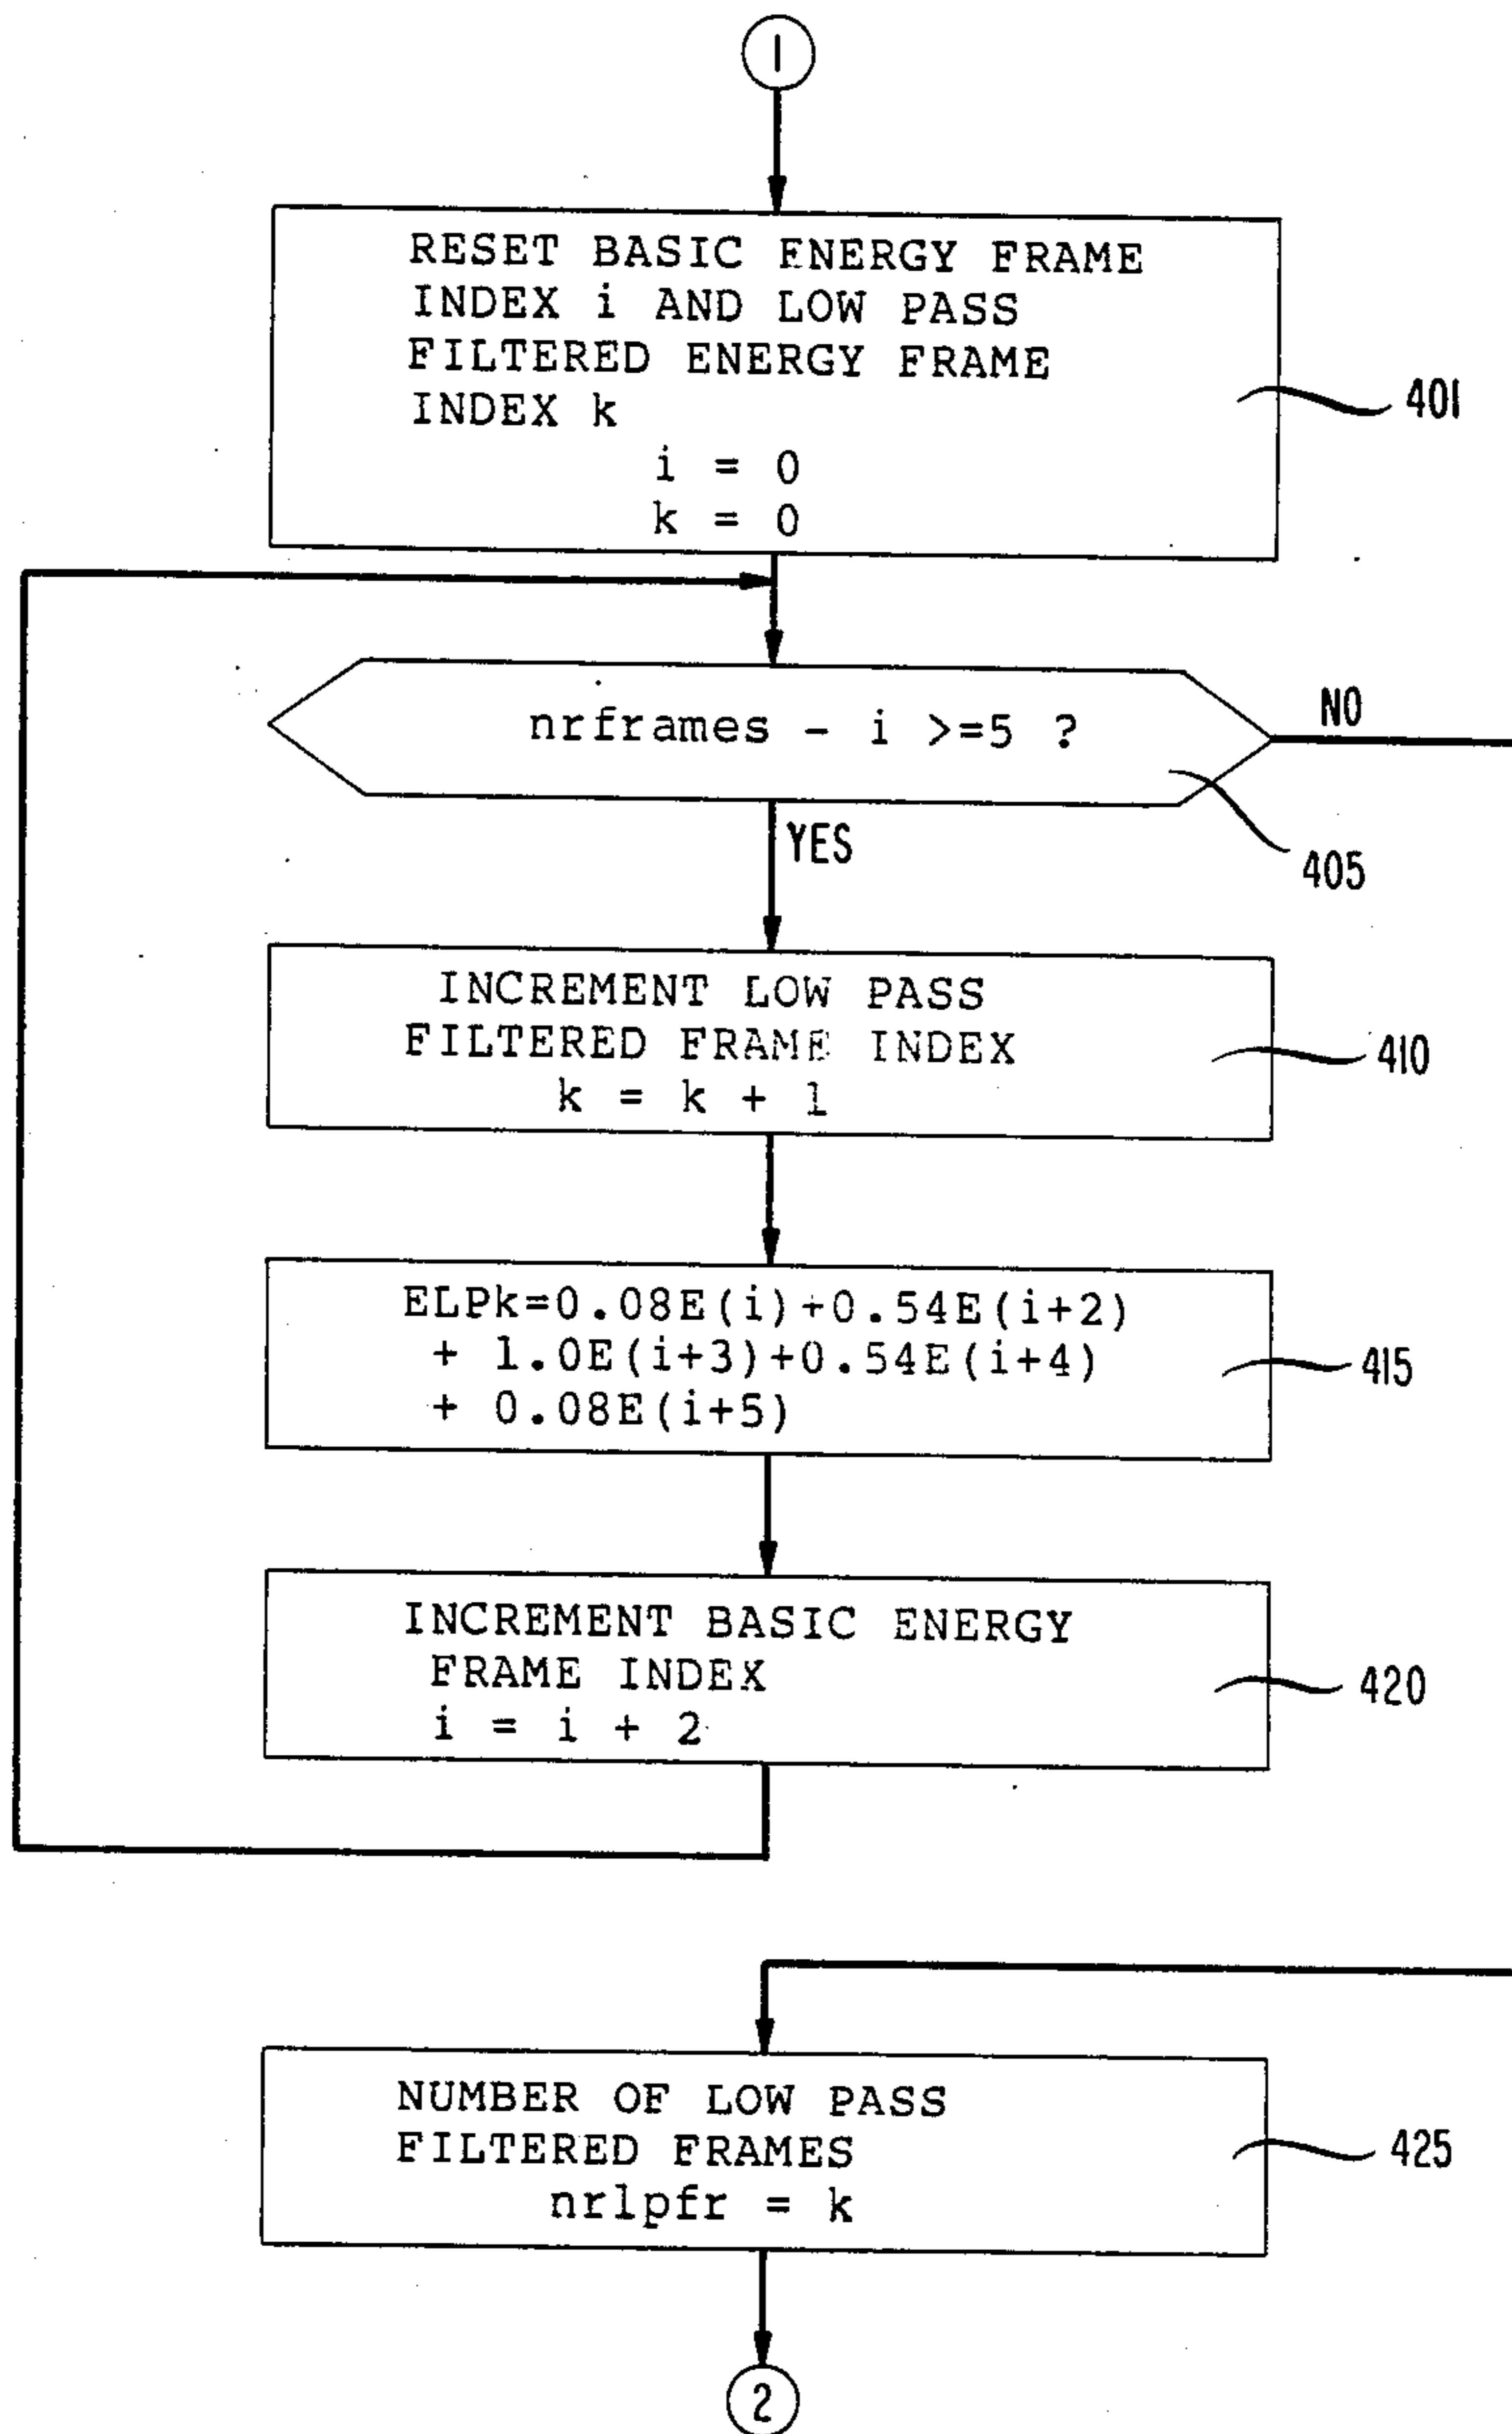 1
RESET BASIC ENERGY FRAME
INDEX i AND LOW PASS
FILTERED ENERGY FRAME
INDEX k
i = 0
k = 0
401
nrframes - i >=5 ?
NO
405
YES
INCREMENT LOW PASS
FILTERED FRAME INDEX
k = k + 1
410
ELPk=0.08E(i)+0.54E(i+2)
+ 1.0E(i+3)+0.54E(i+4)
+ 0.08E(i+5)
415
INCREMENT BASIC ENERGY
FRAME INDEX
i = i + 2
420
NUMBER OF LOW PASS
FILTERED FRAMES
nrlpfr = k
425
2